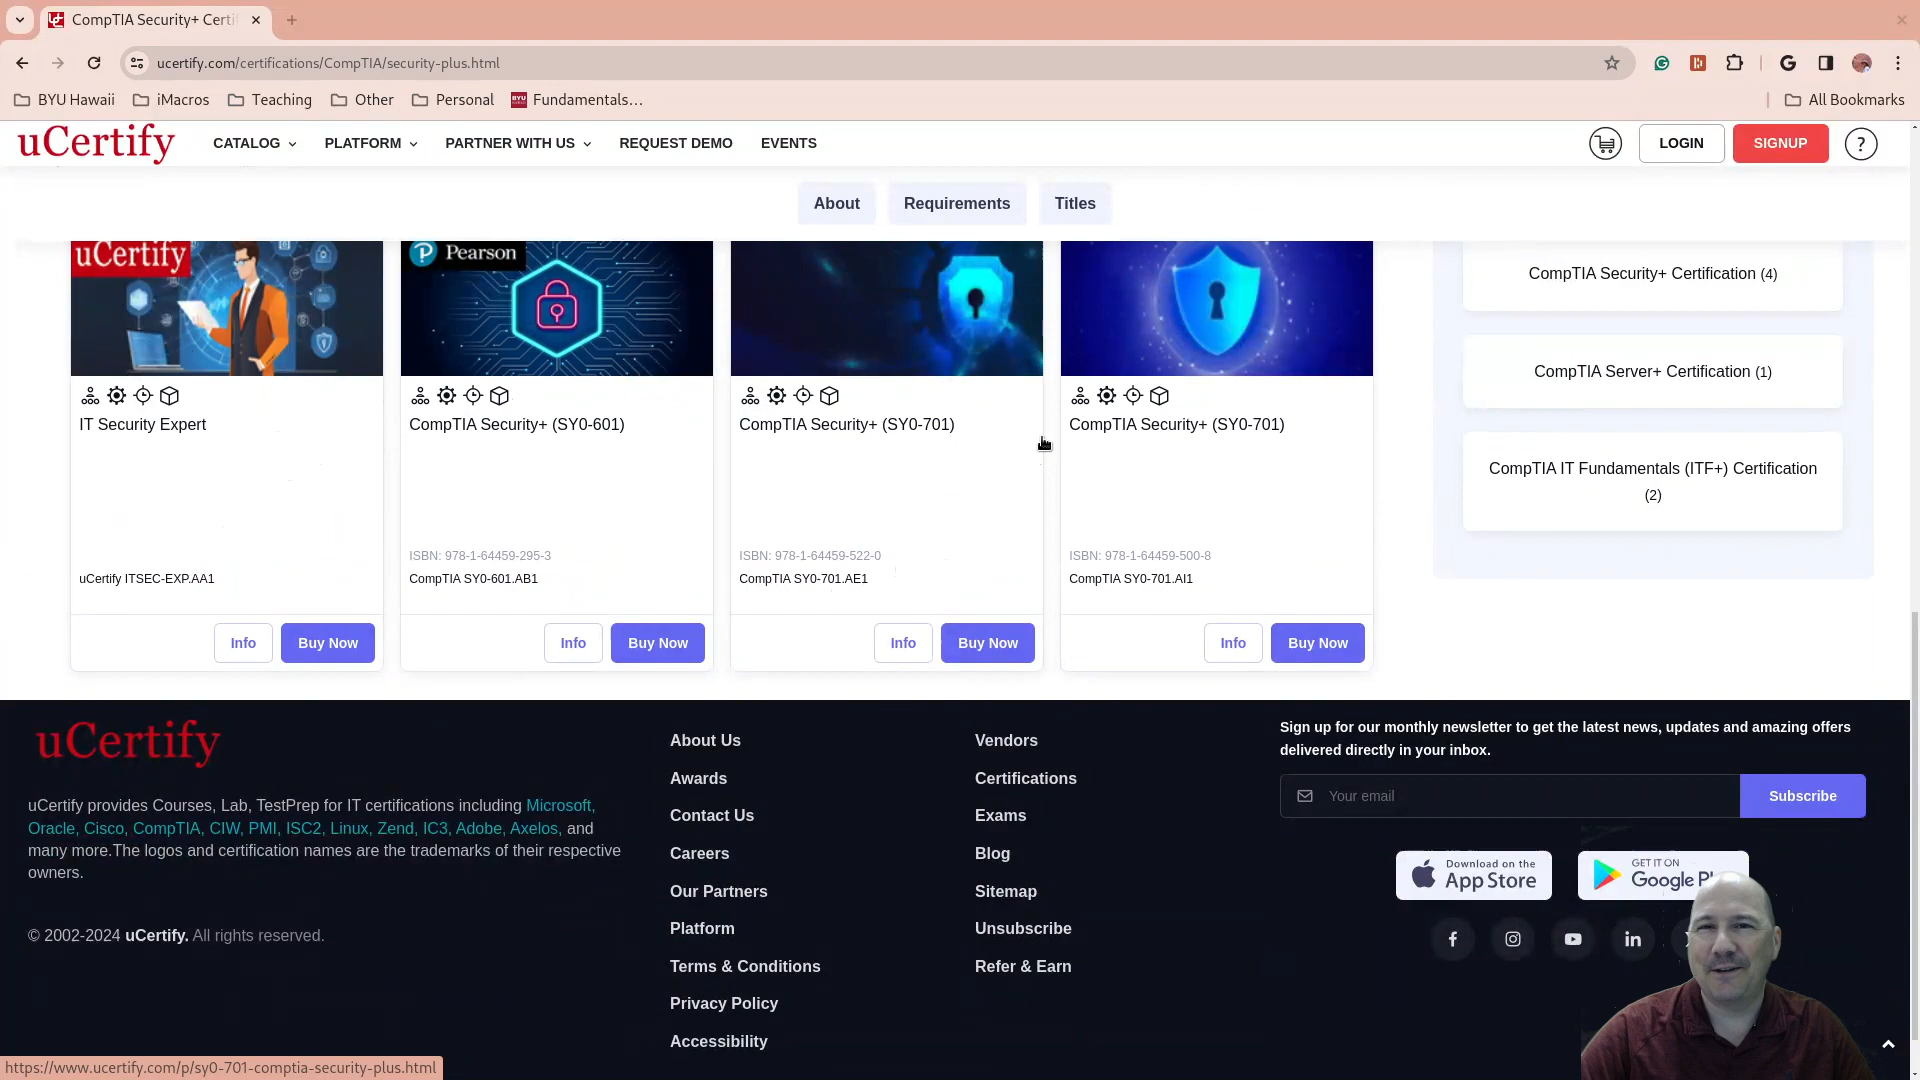 CompTIA Security+ Certifi
ucertify.com/certifications/CompTIA/security-plus.html
BYU Hawaii
iMacros
Teaching
Other
Personal
BYU
Fundamentals…
All Bookmarks
uCertify
CATALOG
PLATFORM
PARTNER WITH US
REQUEST DEMO
EVENTS
LOGIN
SIGNUP
?
About
Requirements
Titles
uCertify
Pearson
IT Security Expert
uCertify ITSEC-EXP.AA1
Info
Buy Now
CompTIA Security+ (SY0-601)
ISBN: 978-1-64459-295-3
CompTIA SY0-601.AB1
Info
Buy Now
CompTIA Security+ (SY0-701)
ISBN: 978-1-64459-522-0
CompTIA SY0-701.AE1
Info
Buy Now
CompTIA Security+ (SY0-701)
ISBN: 978-1-64459-500-8
CompTIA SY0-701.AI1
Info
Buy Now
CompTIA Security+ Certification (4)
CompTIA Server+ Certification (1)
CompTIA IT Fundamentals (ITF+) Certification
(2)
uCertify
uCertify provides Courses, Lab, TestPrep for IT certifications including Microsoft,
Oracle, Cisco, CompTIA, CIW, PMI, ISC2, Linux, Zend, IC3, Adobe, Axelos, and
many more.The logos and certification names are the trademarks of their respective
owners.
© 2002-2024 uCertify. All rights reserved.
About Us
Awards
Contact Us
Careers
Our Partners
Platform
Terms & Conditions
Privacy Policy
Accessibility
Vendors
Certifications
Exams
Blog
Sitemap
Unsubscribe
Refer & Earn
Sign up for our monthly newsletter to get the latest news, updates and amazing offers
delivered directly in your inbox.
Your email
Subscribe
Download on the
App Store
GET IT ON
Google Pl
https://www.ucertify.com/p/sy0-701-comptia-security-plus.html